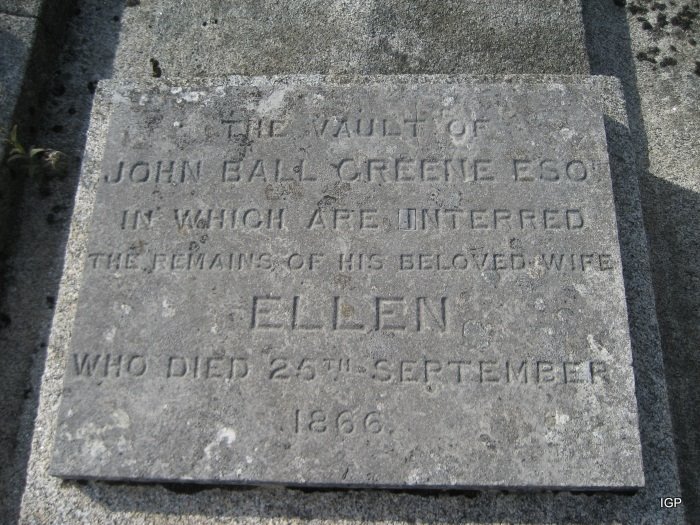 THE VAULT OF
JOHN BALL GREENE ESQR
IN WHICH ARE INTERRED
THE REMAINS OF HIS BELOVED WIFE
ELLEN
WHO DIED 25TH SEPTEMBER
1866.
IGP